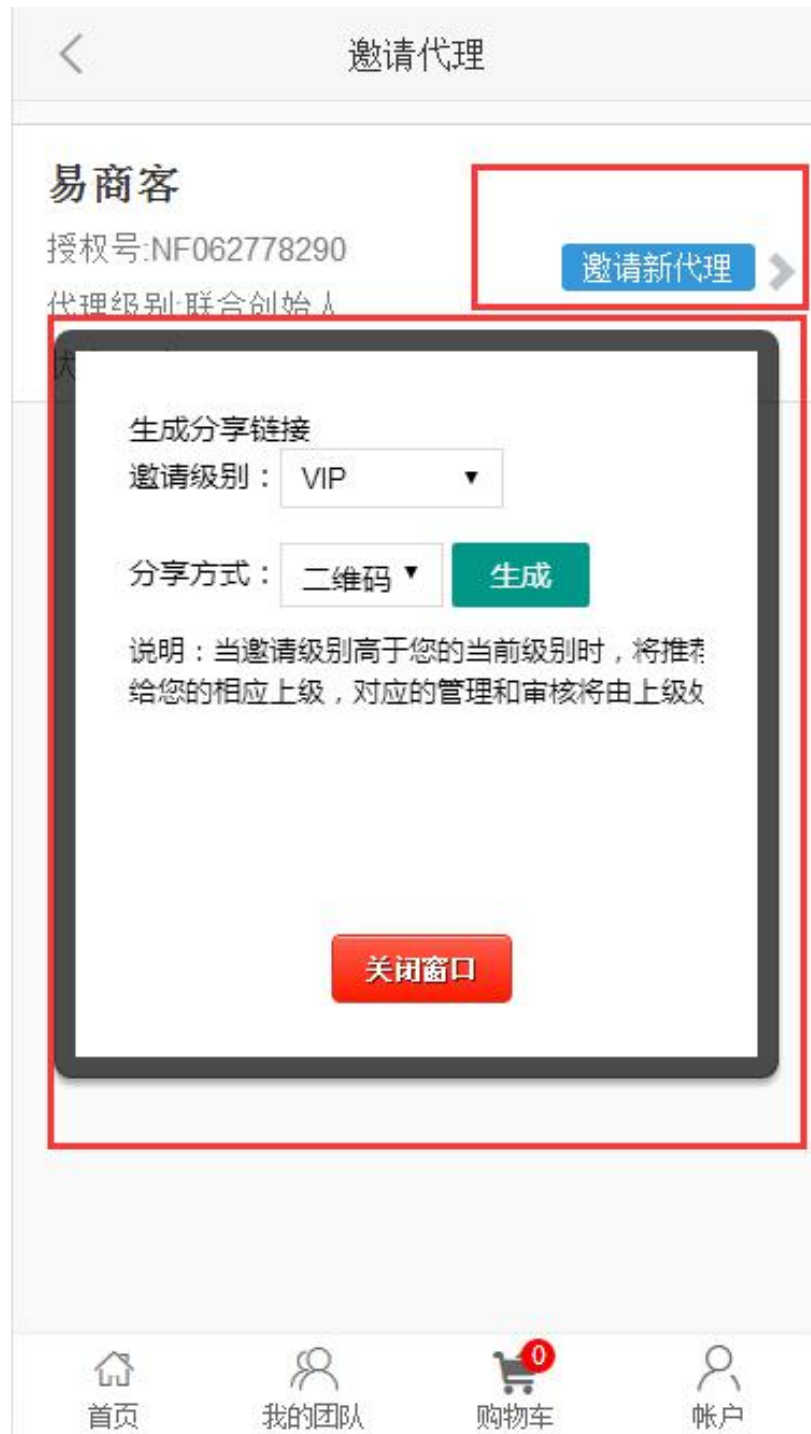 邀请代理
易商客
授权号:NF062778290
邀请新代理
代理级别:联合创始人
生成分享链接
邀请级别： VIP
分享方式： 二维码 生成
说明：当邀请级别高于您的当前级别时，将推荐
给您的相应上级，对应的管理和审核将由上级处
关闭窗口
0
首页 我的团队 购物车 帐户